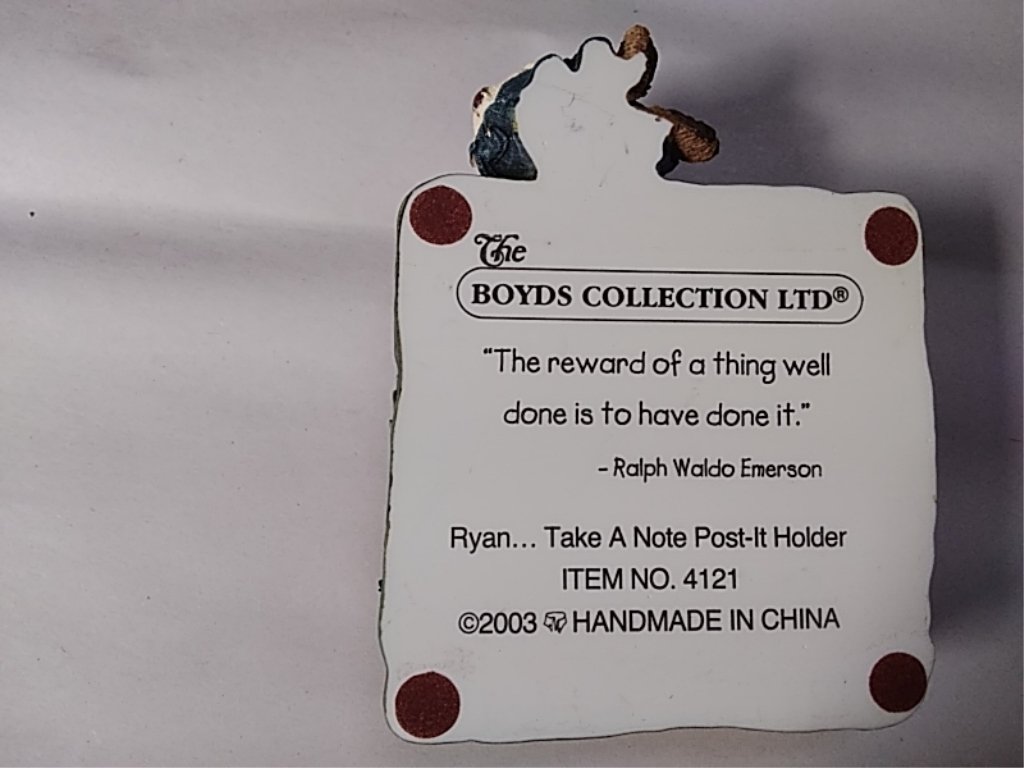 The
BOYDS COLLECTION LTD®
“The reward of a thing well
done is to have done it.”
– Ralph Waldo Emerson
Ryan... Take A Note Post-It Holder
ITEM NO. 4121
©2003 HANDMADE IN CHINA